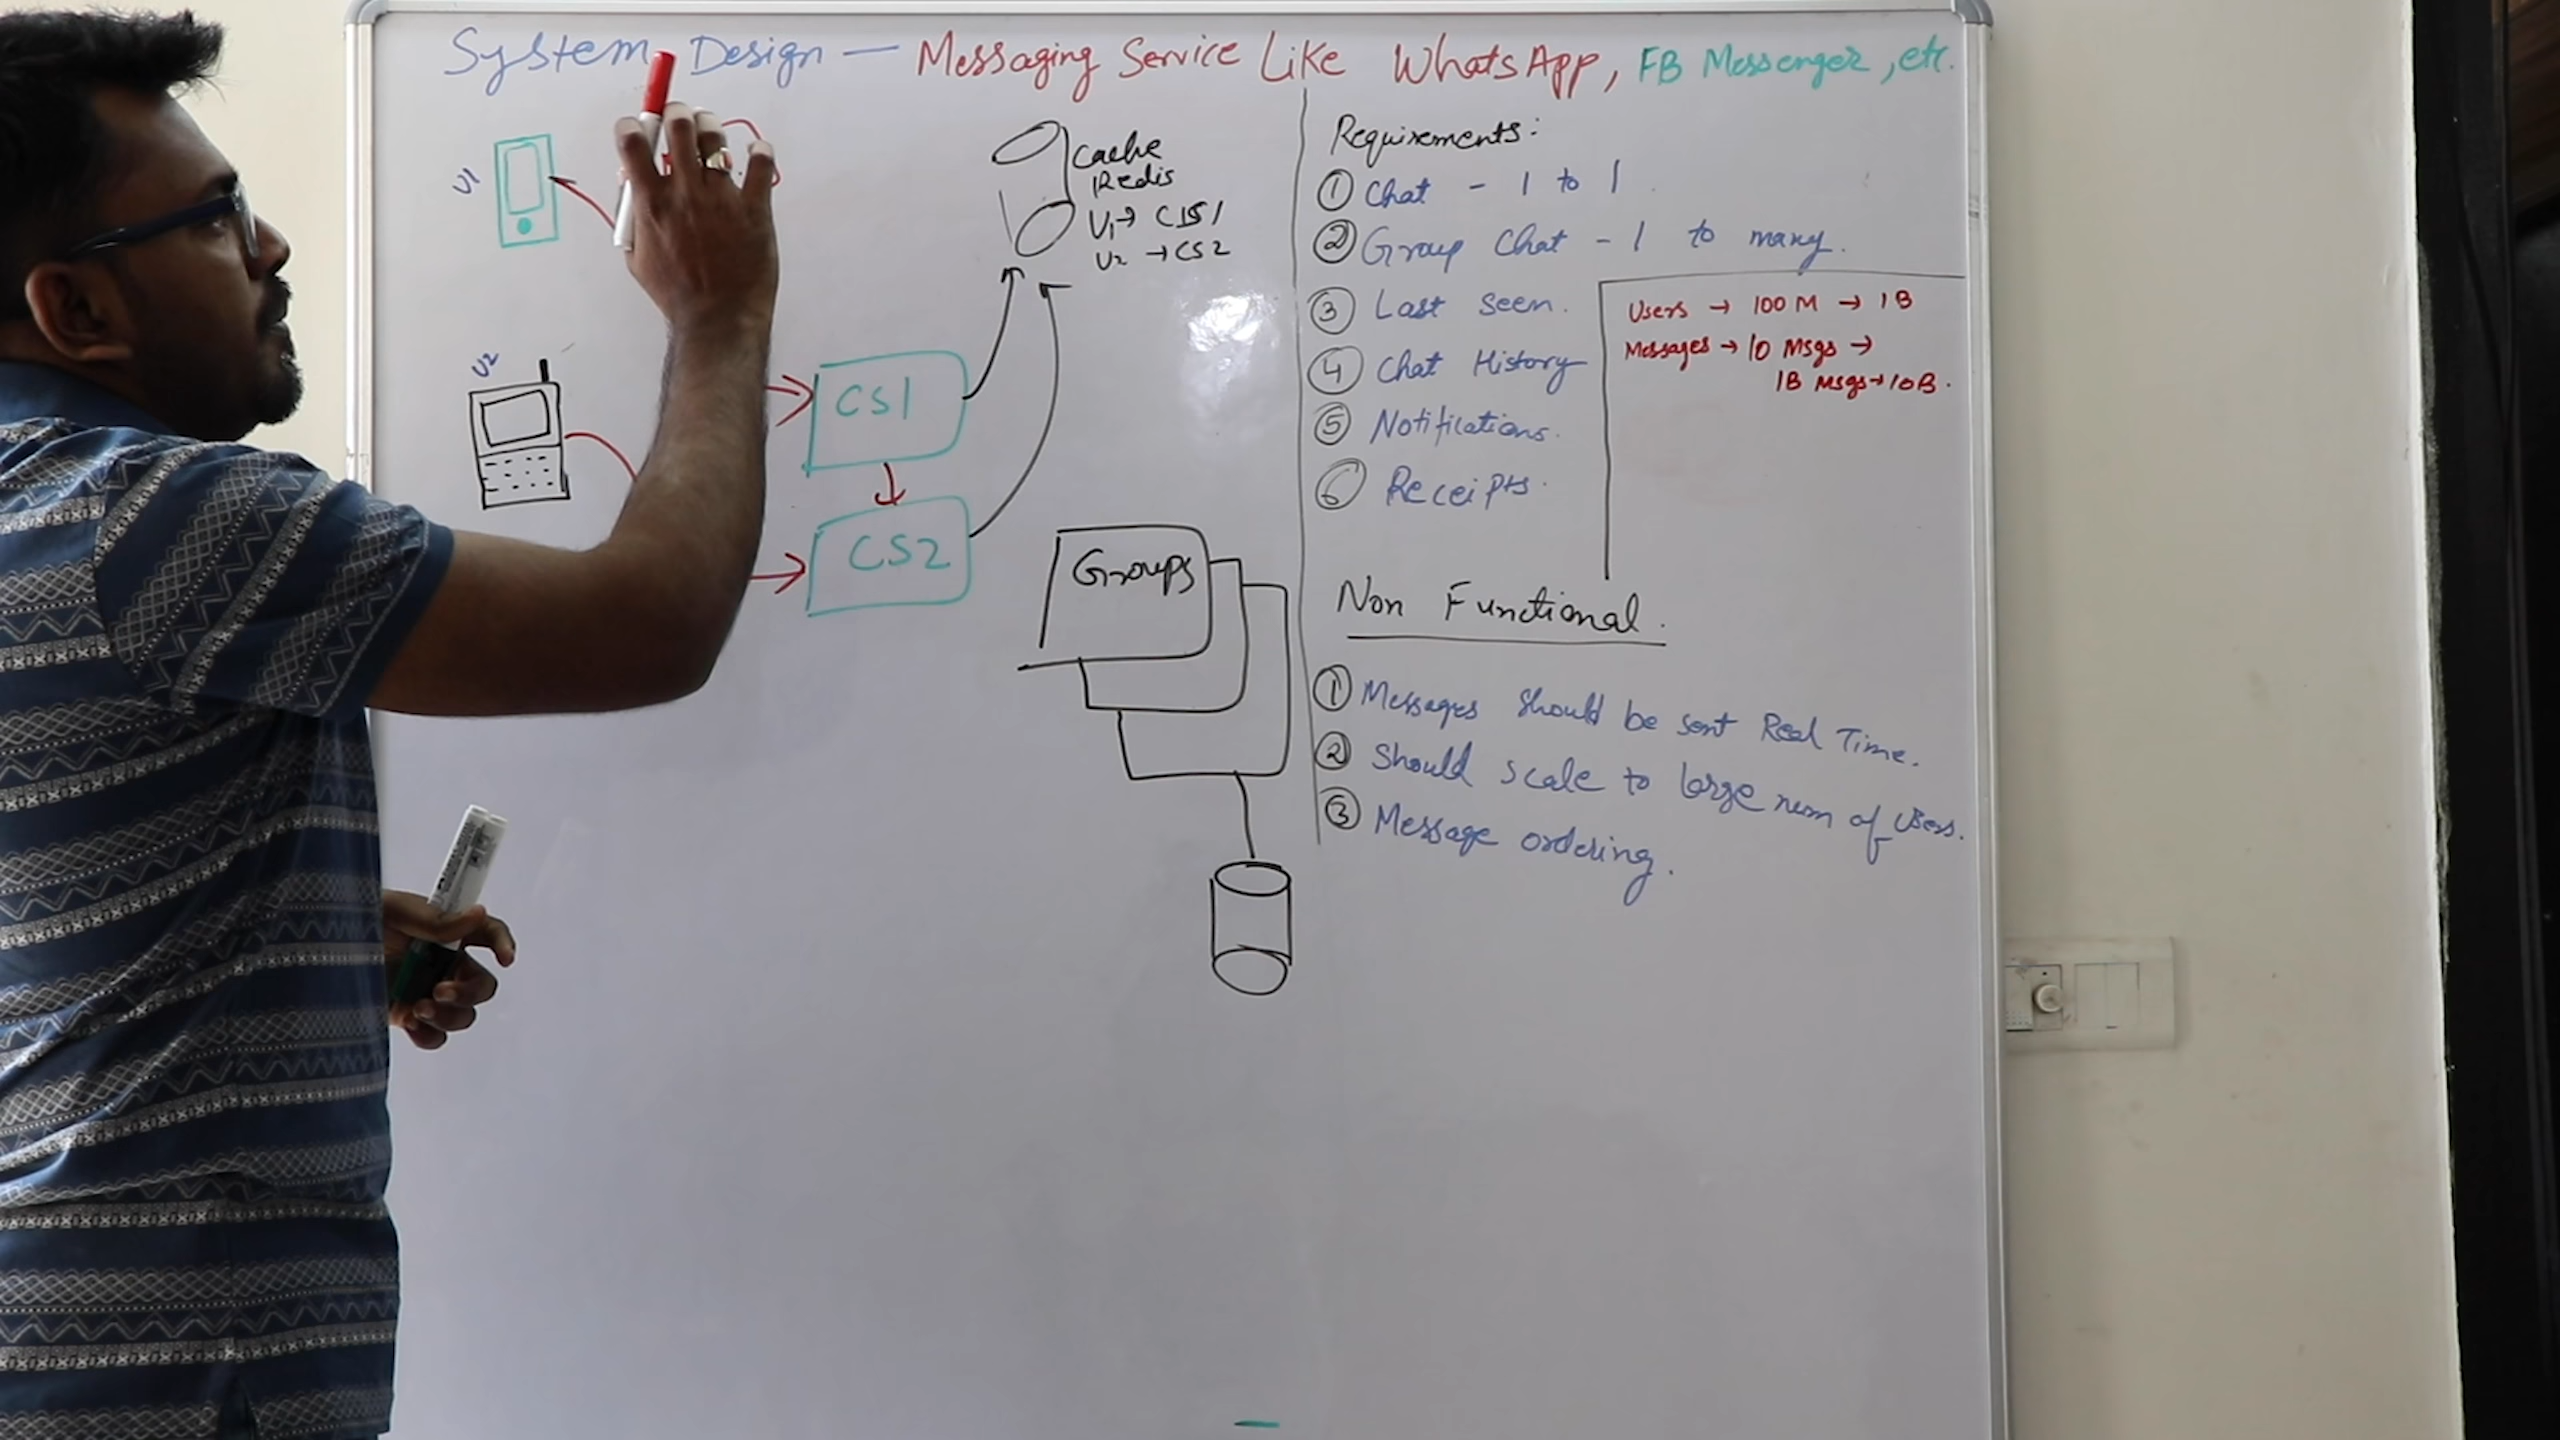 System Design — Messaging Service Like WhatsApp, FB Messenger, etc.
U1
Cache
Redis
U1 → CS1
U2 → CS2
U2
CS1
CS2
Groups
Requirements:
① Chat - 1 to 1
② Group Chat - 1 to many.
③ Last seen.
④ Chat History
⑤ Notifications.
⑥ Receipts.
Users → 100 M → 1B
Messages → 10 Msgs →
1B Msgs → 10B.
Non Functional.
① Messages should be sent Real Time.
② Should scale to large num of Users.
③ Message ordering.